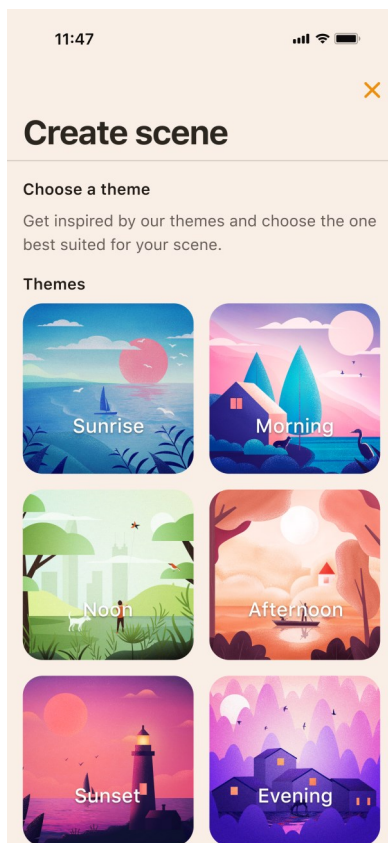 11:47
Create scene
Choose a theme
Get inspired by our themes and choose the one
best suited for your scene.
Themes
Sunrise
Morning
Noon
Afternoon
Sunset
Evening